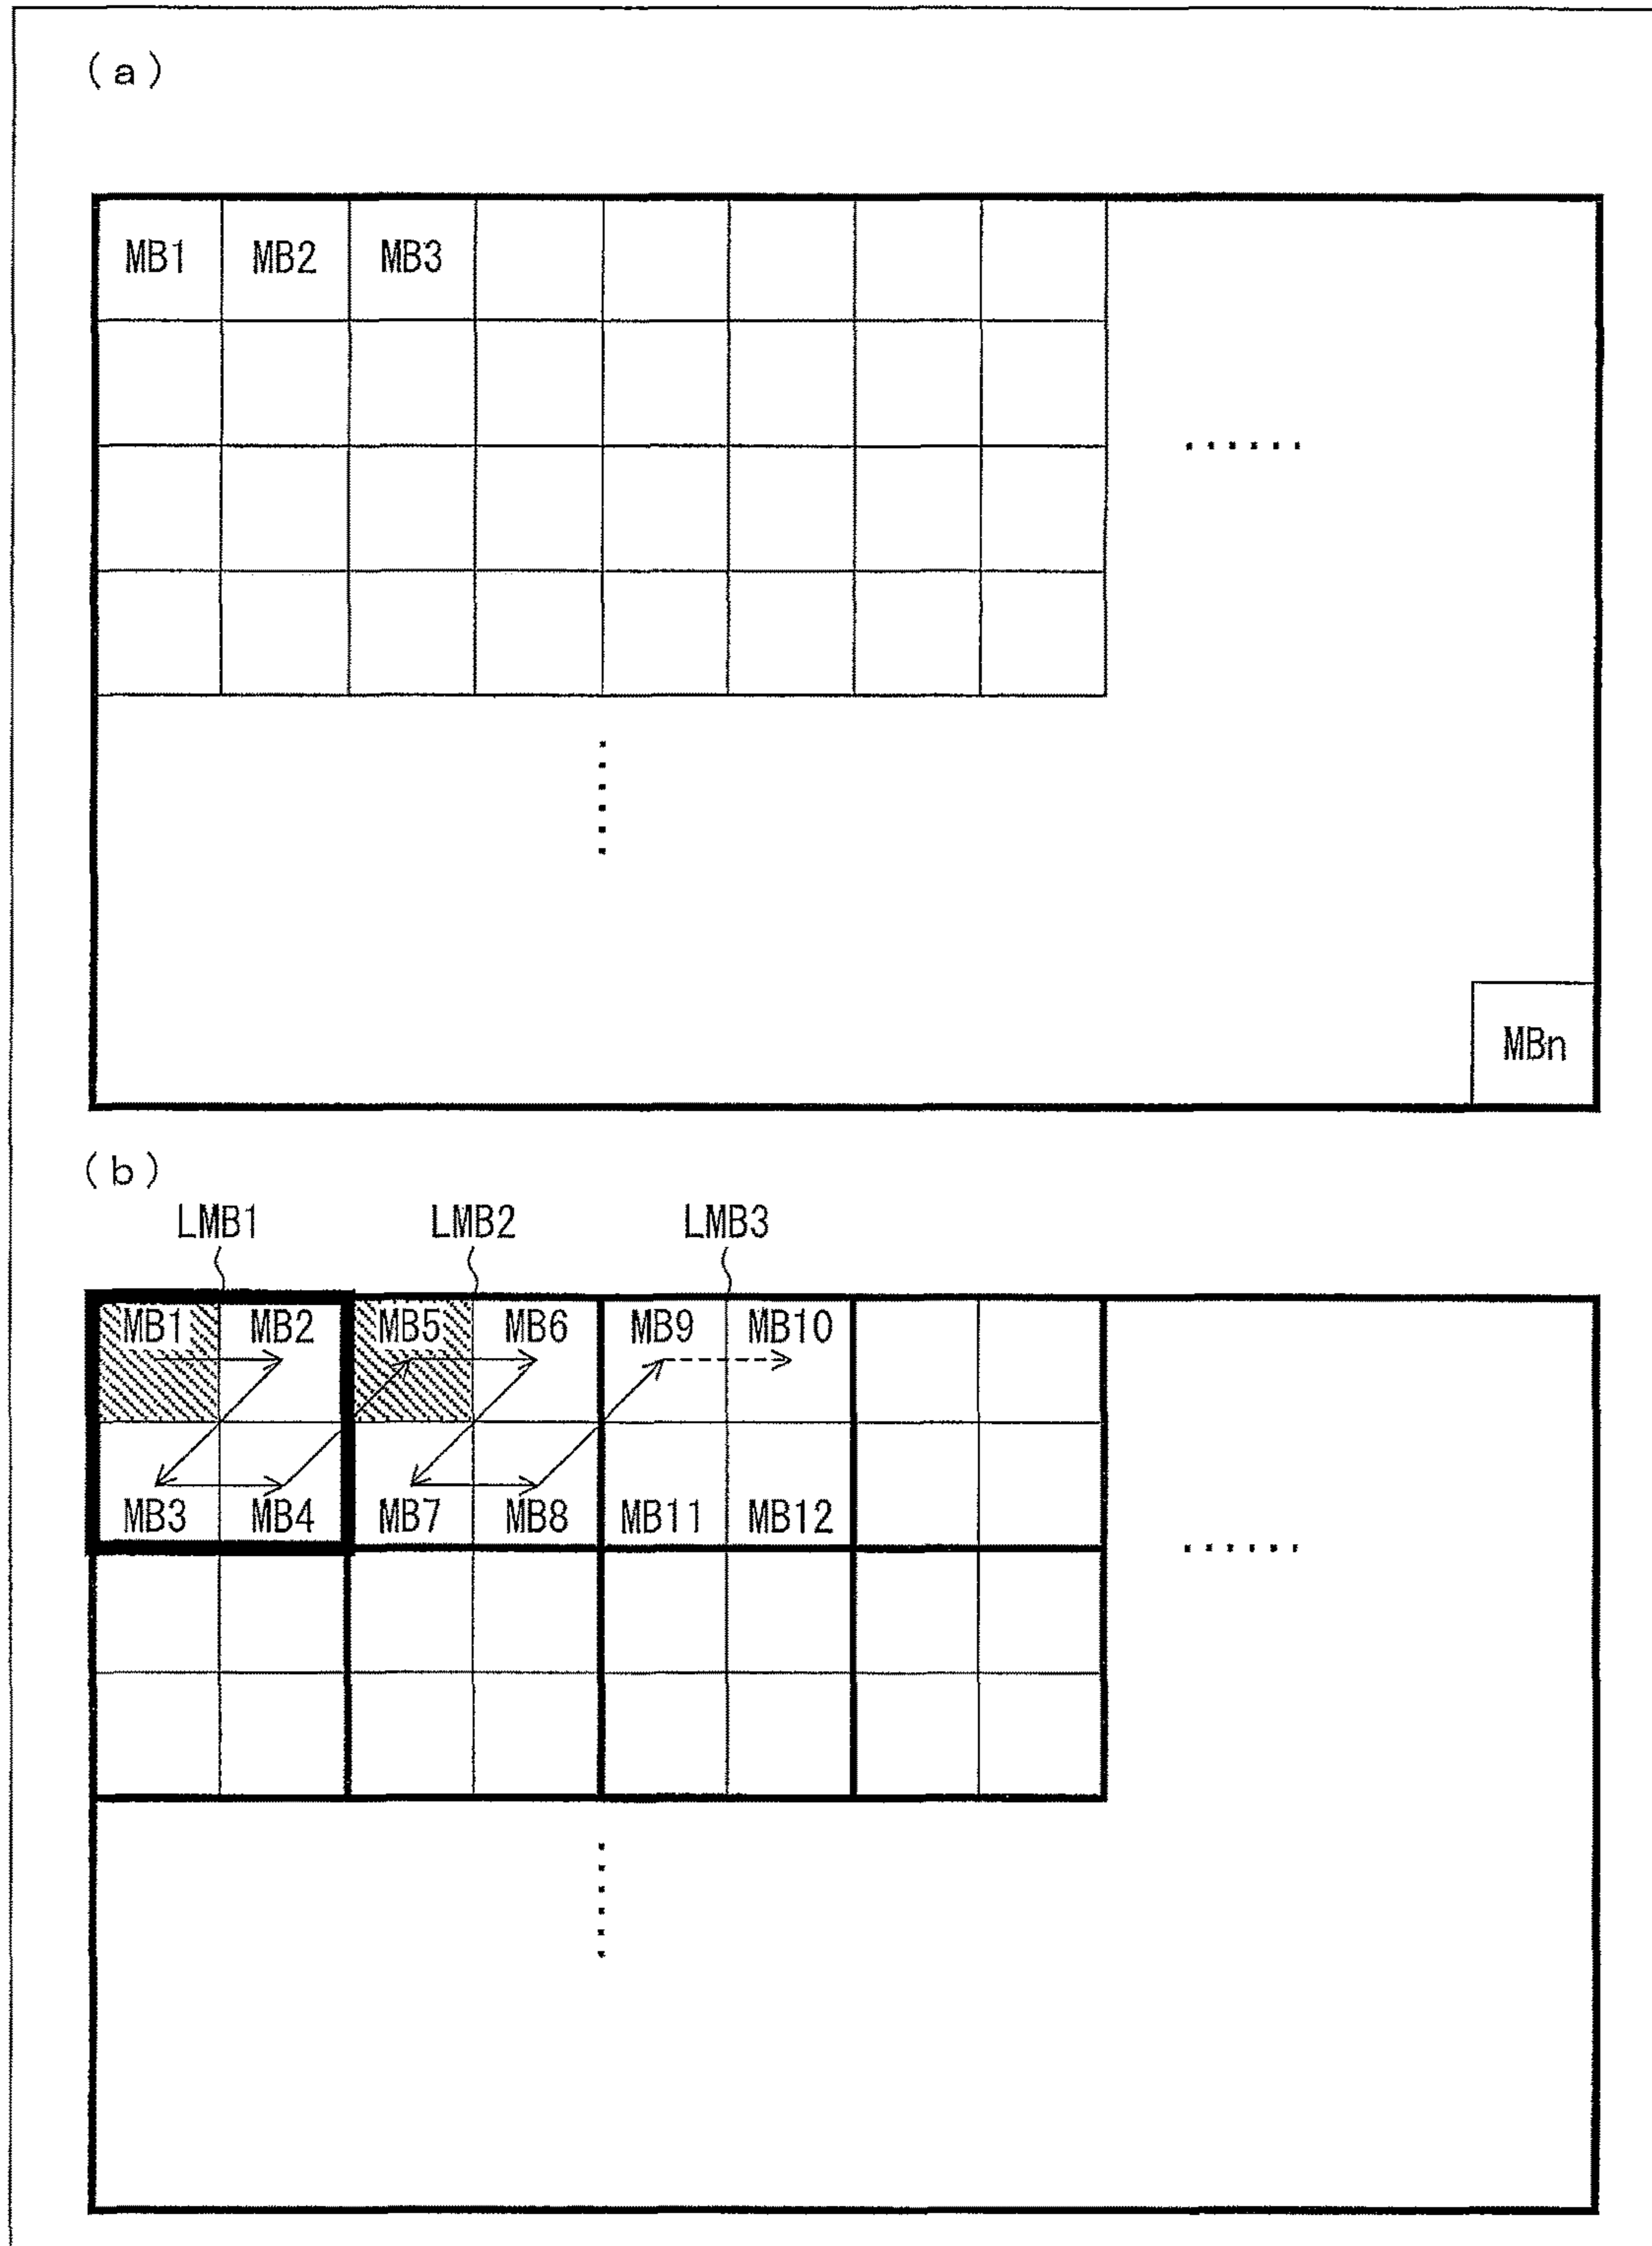 (a)
MB1 MB2 MB3
MBn
(b)
LMB1 LMB2 LMB3
MB1 MB2 MB5 MB6 MB9 MB10
MB3 MB4 MB7 MB8 MB11 MB12